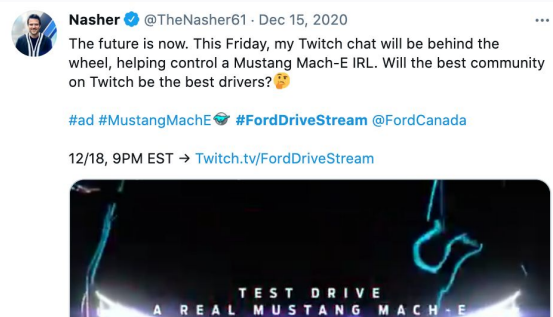 Nasher @TheNasher61 · Dec 15, 2020
The future is now. This Friday, my Twitch chat will be behind the
wheel, helping control a Mustang Mach-E IRL. Will the best community
on Twitch be the best drivers?🤔
#ad #MustangMachE #FordDriveStream @FordCanada
12/18, 9PM EST → Twitch.tv/FordDriveStream
TEST DRIVE
A REAL MUSTANG MACH-E